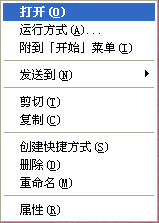 打开(O)
运行方式(A)...
附到「开始」菜单(I)
发送到(N)
剪切(T)
复制(C)
创建快捷方式(S)
删除(D)
重命名(M)
属性(R)